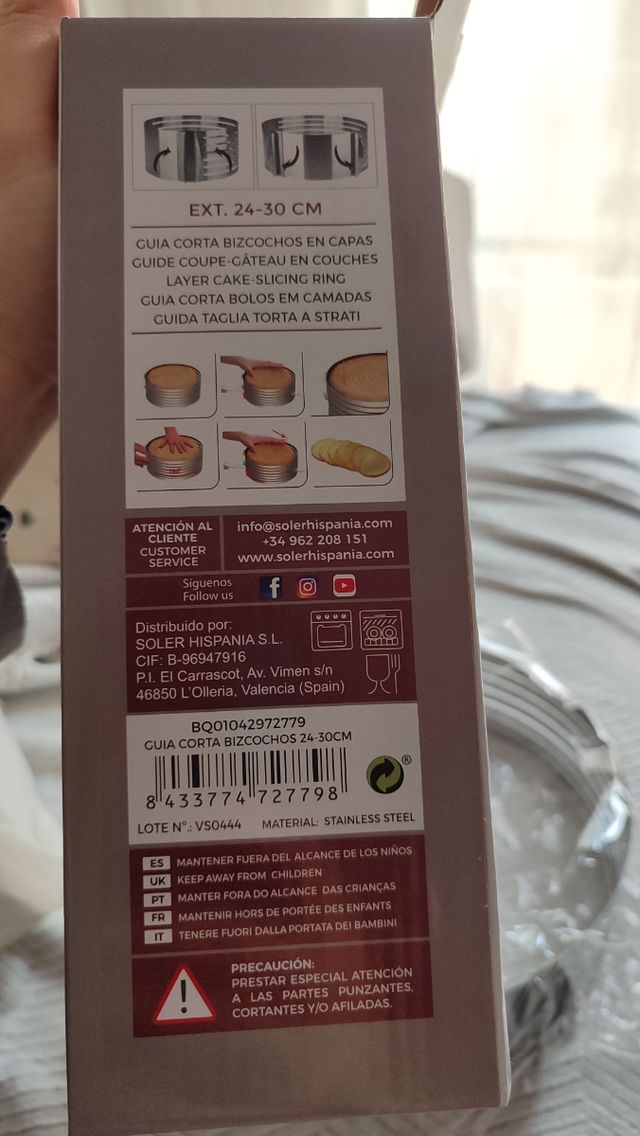 EXT. 24-30 CM
GUIA CORTA BIZCOCHOS EN CAPAS
GUIDE COUPE-GÂTEAU EN COUCHES
LAYER CAKE-SLICING RING
GUIA CORTA BOLOS EM CAMADAS
GUIDA TAGLIA TORTA A STRATI
ATENCIÓN AL
CLIENTE
CUSTOMER
SERVICE
info@solerhispania.com
+34 962 208 151
www.solerhispania.com
Siguenos
Follow us
Distribuido por:
SOLER HISPANIA S.L.
CIF: B-96947916
P.I. El Carrascot, Av. Vimen s/n
46850 L'Olleria, Valencia (Spain)
BQ01042972779
GUIA CORTA BIZCOCHOS 24-30CM
8 433774 727798
®
LOTE Nº.: VS0444 MATERIAL: STAINLESS STEEL
ES MANTENER FUERA DEL ALCANCE DE LOS NIÑOS
UK KEEP AWAY FROM CHILDREN
PT MANTER FORA DO ALCANCE DAS CRIANÇAS
FR MANTENIR HORS DE PORTÉE DES ENFANTS
IT TENERE FUORI DALLA PORTATA DEI BAMBINI
PRECAUCIÓN:
PRESTAR ESPECIAL ATENCIÓN
A LAS PARTES PUNZANTES,
CORTANTES Y/O AFILADAS.